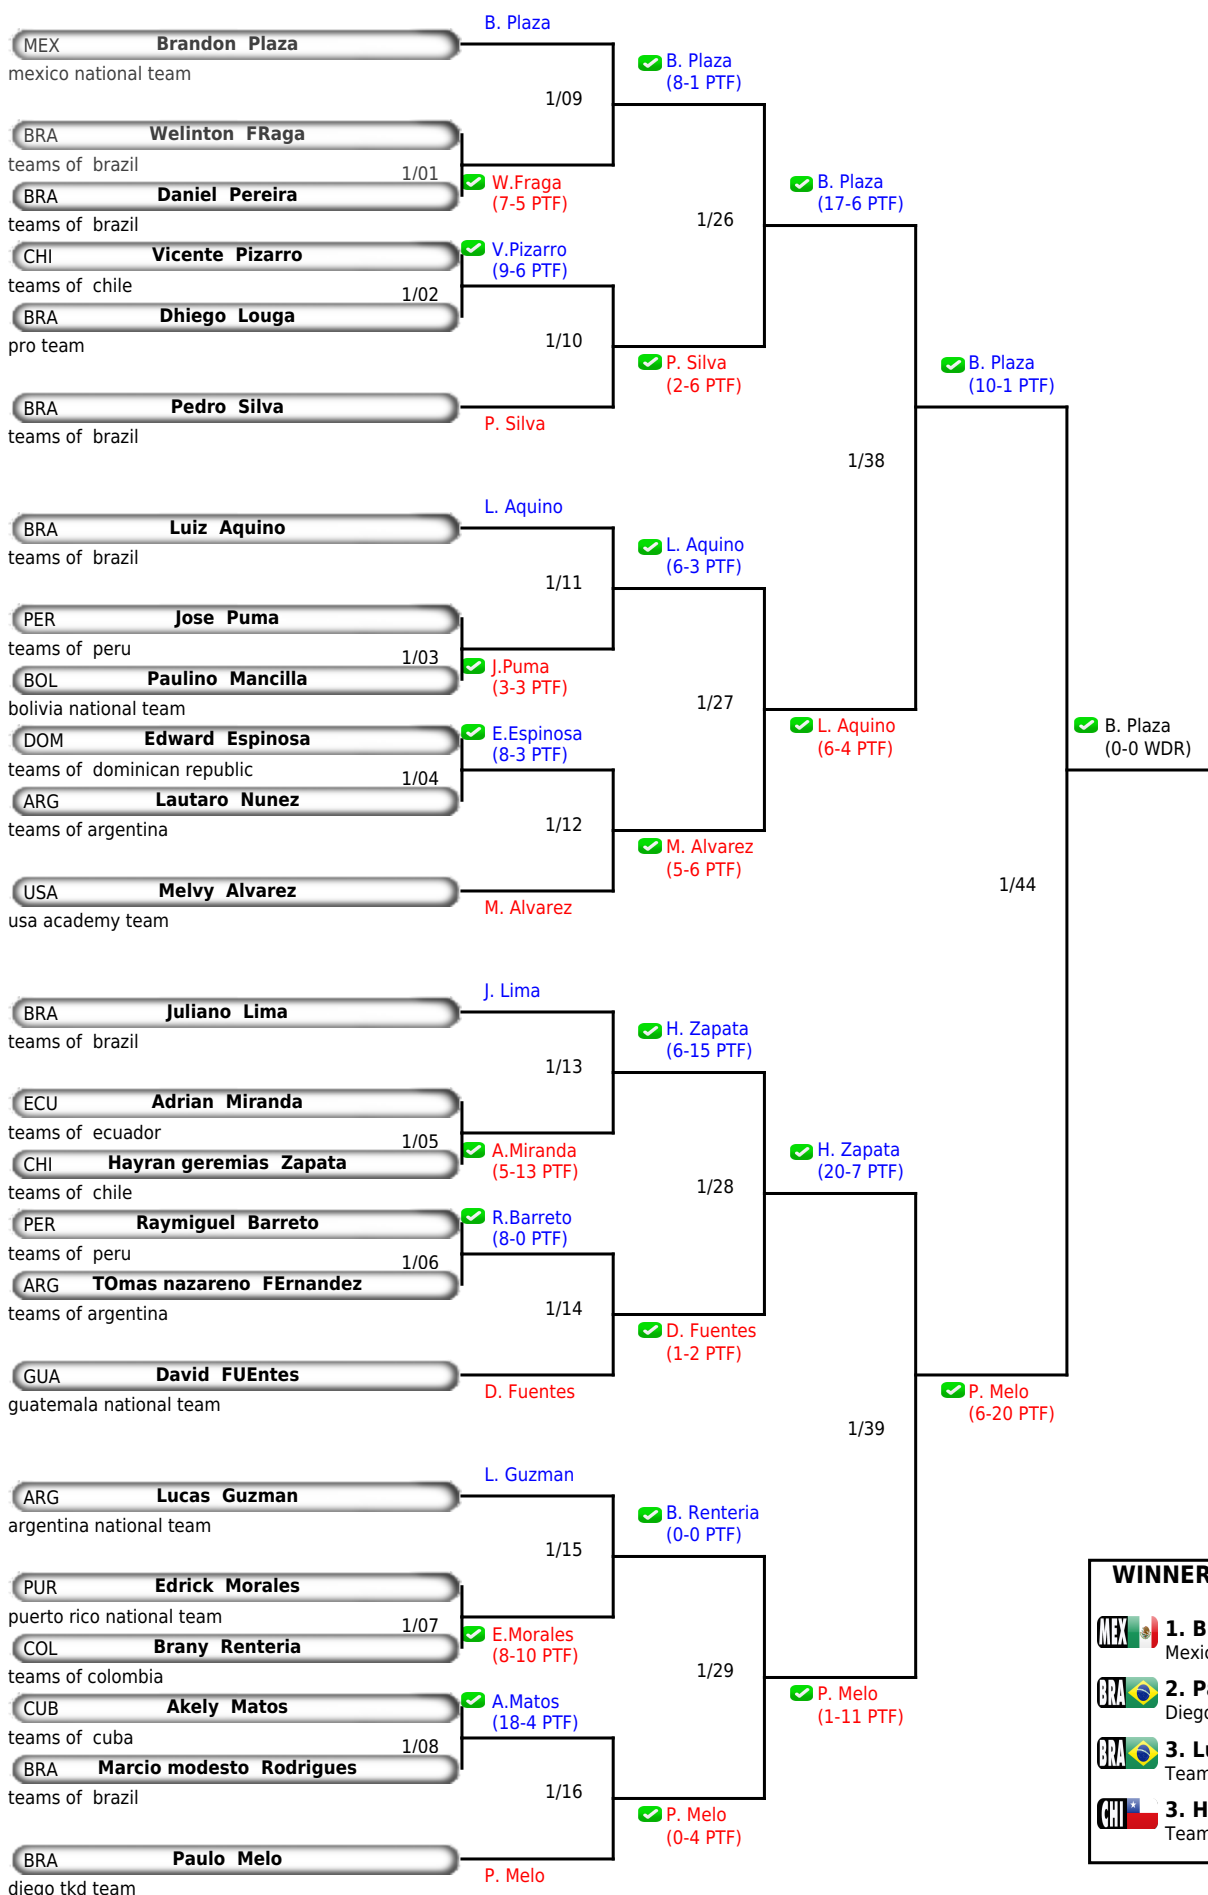 B. Plaza
MEX Brandon Plaza
mexico national team
B. Plaza
(8-1 PTF)
1/09
BRA Welinton FRaga
teams of brazil
1/01
W.Fraga
(7-5 PTF)
BRA Daniel Pereira
teams of brazil
B. Plaza
(17-6 PTF)
1/26
CHI Vicente Pizarro
teams of chile
V.Pizarro
(9-6 PTF)
1/02
BRA Dhiego Louga
pro team
1/10
P. Silva
(2-6 PTF)
B. Plaza
(10-1 PTF)
BRA Pedro Silva
teams of brazil
P. Silva
1/38
L. Aquino
BRA Luiz Aquino
teams of brazil
L. Aquino
(6-3 PTF)
1/11
PER Jose Puma
teams of peru
1/03
J.Puma
(3-3 PTF)
BOL Paulino Mancilla
bolivia national team
1/27
DOM Edward Espinosa
teams of dominican republic
E.Espinosa
(8-3 PTF)
L. Aquino
(6-4 PTF)
B. Plaza
(0-0 WDR)
1/04
ARG Lautaro Nunez
teams of argentina
1/12
M. Alvarez
(5-6 PTF)
USA Melvy Alvarez
usa academy team
M. Alvarez
1/44
J. Lima
BRA Juliano Lima
teams of brazil
H. Zapata
(6-15 PTF)
1/13
ECU Adrian Miranda
teams of ecuador
1/05
A.Miranda
(5-13 PTF)
CHI Hayran geremias Zapata
teams of chile
H. Zapata
(20-7 PTF)
1/28
PER Raymiguel Barreto
teams of peru
R.Barreto
(8-0 PTF)
1/06
ARG TOmas nazareno FErnandez
teams of argentina
1/14
D. Fuentes
(1-2 PTF)
GUA David FUEntes
guatemala national team
D. Fuentes
P. Melo
(6-20 PTF)
1/39
L. Guzman
ARG Lucas Guzman
argentina national team
B. Renteria
(0-0 PTF)
1/15
PUR Edrick Morales
puerto rico national team
1/07
E.Morales
(8-10 PTF)
COL Brany Renteria
teams of colombia
1/29
CUB Akely Matos
teams of cuba
A.Matos
(18-4 PTF)
P. Melo
(1-11 PTF)
1/08
BRA Marcio modesto Rodrigues
teams of brazil
1/16
P. Melo
(0-4 PTF)
BRA Paulo Melo
diego tkd team
P. Melo
WINNER
MEX 1. B
Mexic
BRA 2. Pa
Diego
BRA 3. Lu
Team
CHI 3. H
Team